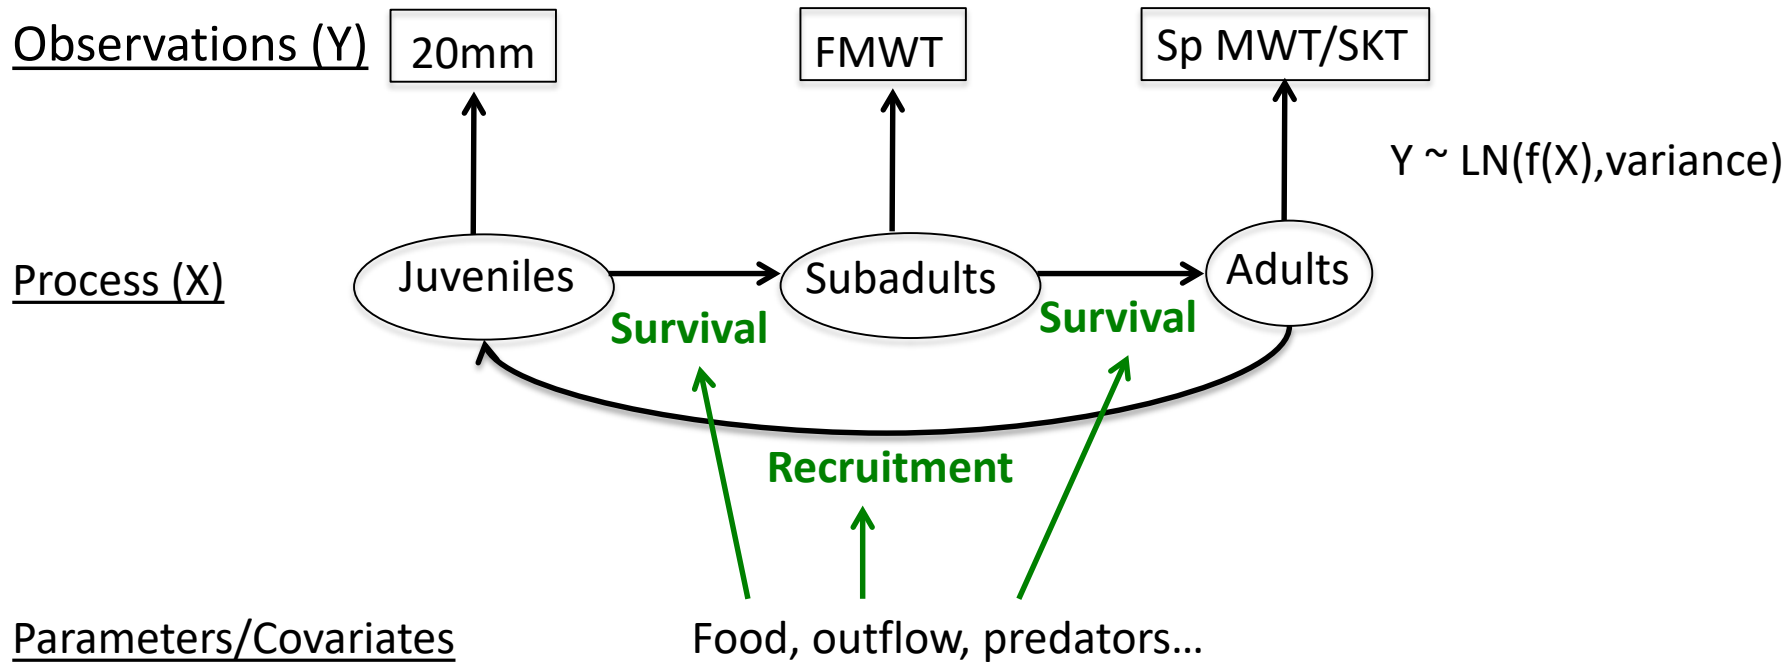 Observations (Y)
20mm
FMWT
Sp MWT/SKT
Y ~ LN(f(X),variance)
Process (X)
Juveniles
Subadults
Adults
Survival
Survival
Recruitment
Parameters/Covariates
Food, outflow, predators…